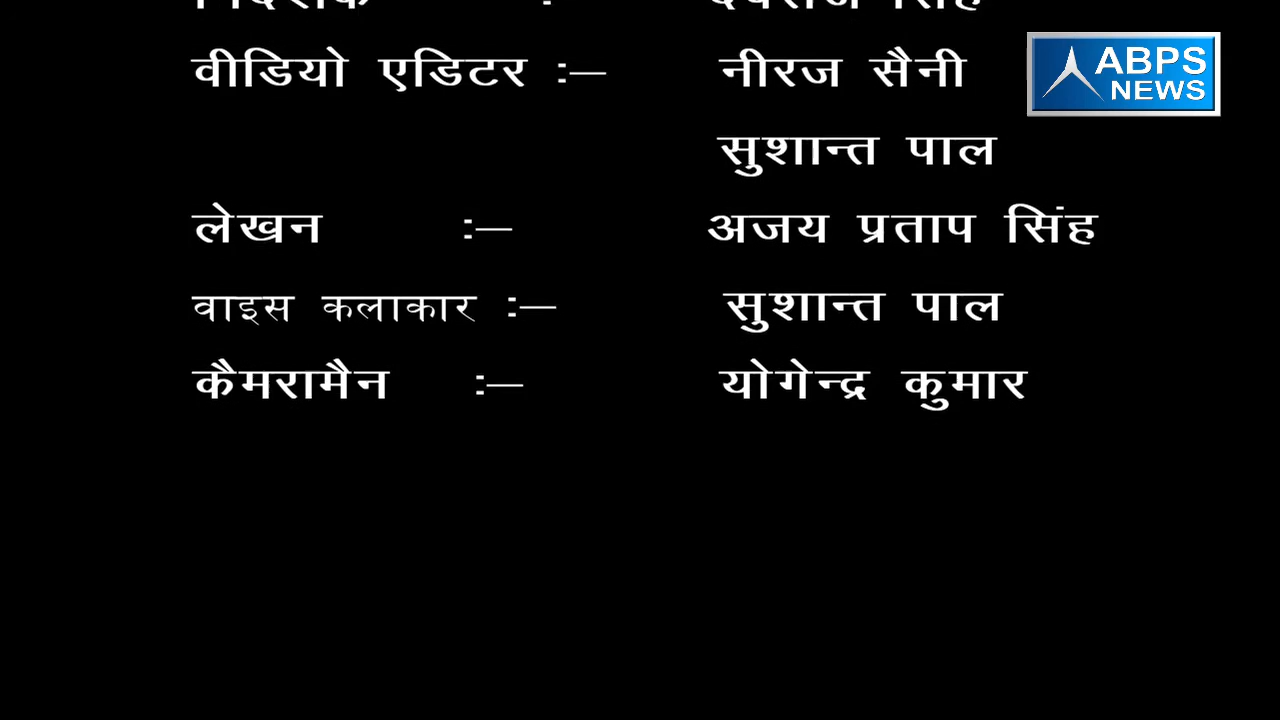 वीडियो एडिटर :— नीरज सैनी
सुशान्त पाल
लेखन :— अजय प्रताप सिंह
वाइस कलाकार :— सुशान्त पाल
कैमरामैन :— योगेन्द्र कुमार
ABPS
NEWS